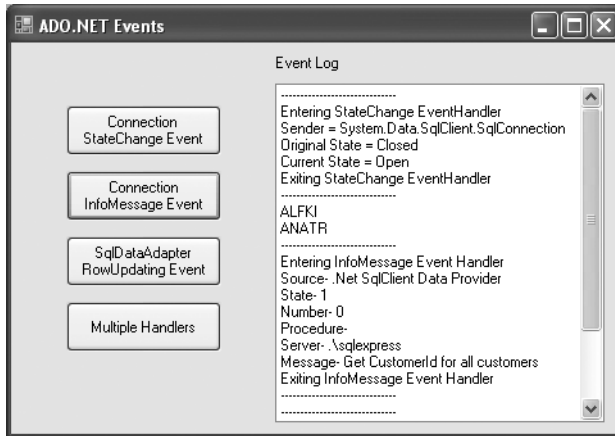 ADO.NET Events
Event Log
Connection
StateChange Event
Connection
InfoMessage Event
SqlDataAdapter
RowUpdating Event
Multiple Handlers
------------------------------
Entering StateChange EventHandler
Sender = System.Data.SqlClient.SqlConnection
Original State = Closed
Current State = Open
Exiting StateChange EventHandler
------------------------------
ALFKI
ANATR
------------------------------
Entering InfoMessage Event Handler
Source- .Net SqlClient Data Provider
State- 1
Number- 0
Procedure-
Server- .\sqlexpress
Message- Get CustomerId for all customers
Exiting InfoMessage Event Handler
------------------------------
------------------------------